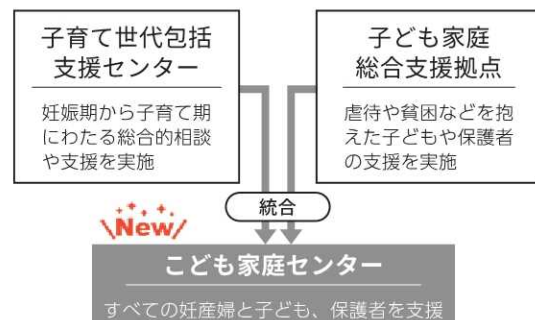 子育て世代包括
支援センター
妊娠期から子育て期
にわたる総合的相談
や支援を実施
子ども家庭
総合支援拠点
虐待や貧困などを抱
えた子どもや保護者
の支援を実施
統合
New
こども家庭センター
すべての妊産婦と子ども、保護者を支援